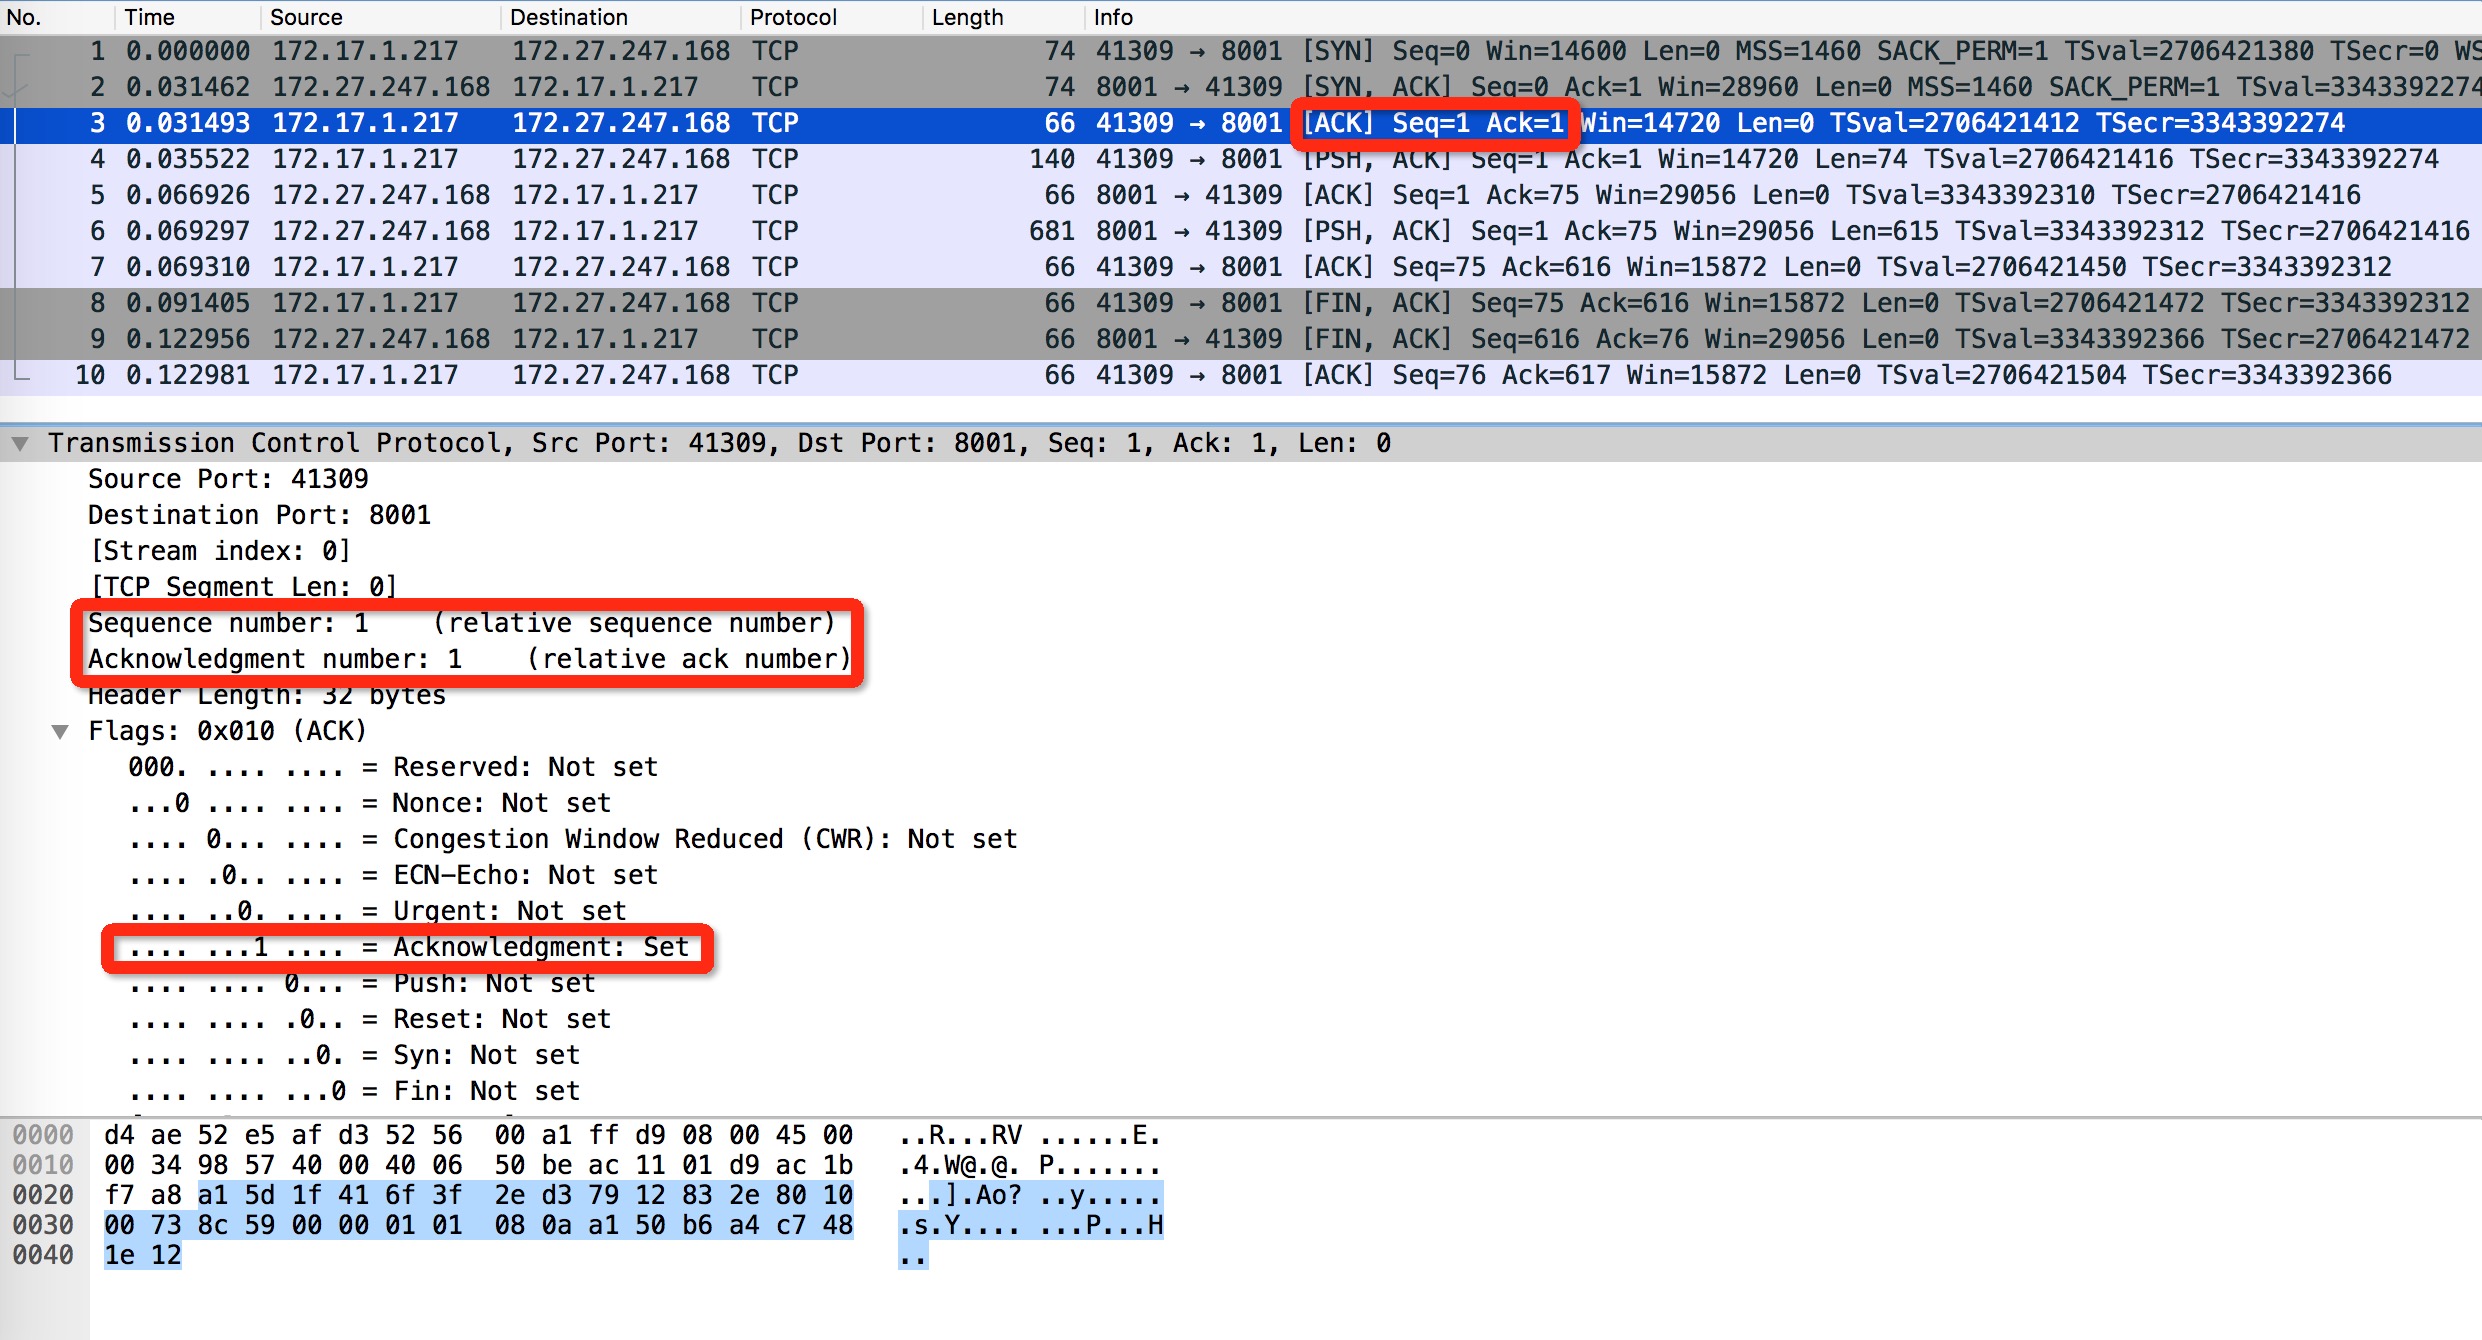 No. Time Source Destination Protocol Length Info
1 0.000000 172.17.1.217 172.27.247.168 TCP 74 41309 → 8001 [SYN] Seq=0 Win=14600 Len=0 MSS=1460 SACK_PERM=1 TSval=2706421380 TSecr=0 WS
2 0.031462 172.27.247.168 172.17.1.217 TCP 74 8001 → 41309 [SYN, ACK] Seq=0 Ack=1 Win=28960 Len=0 MSS=1460 SACK_PERM=1 TSval=3343392274
3 0.031493 172.17.1.217 172.27.247.168 TCP 66 41309 → 8001 [ACK] Seq=1 Ack=1 Win=14720 Len=0 TSval=2706421412 TSecr=3343392274
4 0.035522 172.17.1.217 172.27.247.168 TCP 140 41309 → 8001 [PSH, ACK] Seq=1 Ack=1 Win=14720 Len=74 TSval=2706421416 TSecr=3343392274
5 0.066926 172.27.247.168 172.17.1.217 TCP 66 8001 → 41309 [ACK] Seq=1 Ack=75 Win=29056 Len=0 TSval=3343392310 TSecr=2706421416
6 0.069297 172.27.247.168 172.17.1.217 TCP 681 8001 → 41309 [PSH, ACK] Seq=1 Ack=75 Win=29056 Len=615 TSval=3343392312 TSecr=2706421416
7 0.069310 172.17.1.217 172.27.247.168 TCP 66 41309 → 8001 [ACK] Seq=75 Ack=616 Win=15872 Len=0 TSval=2706421450 TSecr=3343392312
8 0.091405 172.17.1.217 172.27.247.168 TCP 66 41309 → 8001 [FIN, ACK] Seq=75 Ack=616 Win=15872 Len=0 TSval=2706421472 TSecr=3343392312
9 0.122956 172.27.247.168 172.17.1.217 TCP 66 8001 → 41309 [FIN, ACK] Seq=616 Ack=76 Win=29056 Len=0 TSval=3343392366 TSecr=2706421472
10 0.122981 172.17.1.217 172.27.247.168 TCP 66 41309 → 8001 [ACK] Seq=76 Ack=617 Win=15872 Len=0 TSval=2706421504 TSecr=3343392366
Transmission Control Protocol, Src Port: 41309, Dst Port: 8001, Seq: 1, Ack: 1, Len: 0
Source Port: 41309
Destination Port: 8001
[Stream index: 0]
[TCP Segment Len: 0]
Sequence number: 1 (relative sequence number)
Acknowledgment number: 1 (relative ack number)
Header Length: 32 bytes
Flags: 0x010 (ACK)
000. .... .... = Reserved: Not set
...0 .... .... = Nonce: Not set
.... 0... .... = Congestion Window Reduced (CWR): Not set
.... .0.. .... = ECN-Echo: Not set
.... ..0. .... = Urgent: Not set
.... ...1 .... = Acknowledgment: Set
.... .... 0... = Push: Not set
.... .... .0.. = Reset: Not set
.... .... ..0. = Syn: Not set
.... .... ...0 = Fin: Not set
0000 d4 ae 52 e5 af d3 52 56 00 a1 ff d9 08 00 45 00 ..R...RV ......E.
0010 00 34 98 57 40 00 40 06 50 be ac 11 01 d9 ac 1b .4.W@.@. P.......
0020 f7 a8 a1 5d 1f 41 6f 3f 2e d3 79 12 83 2e 80 10 ...].Ao? ..y.....
0030 00 73 8c 59 00 00 01 01 08 0a a1 50 b6 a4 c7 48 .s.Y.... ...P...H
0040 1e 12 ..